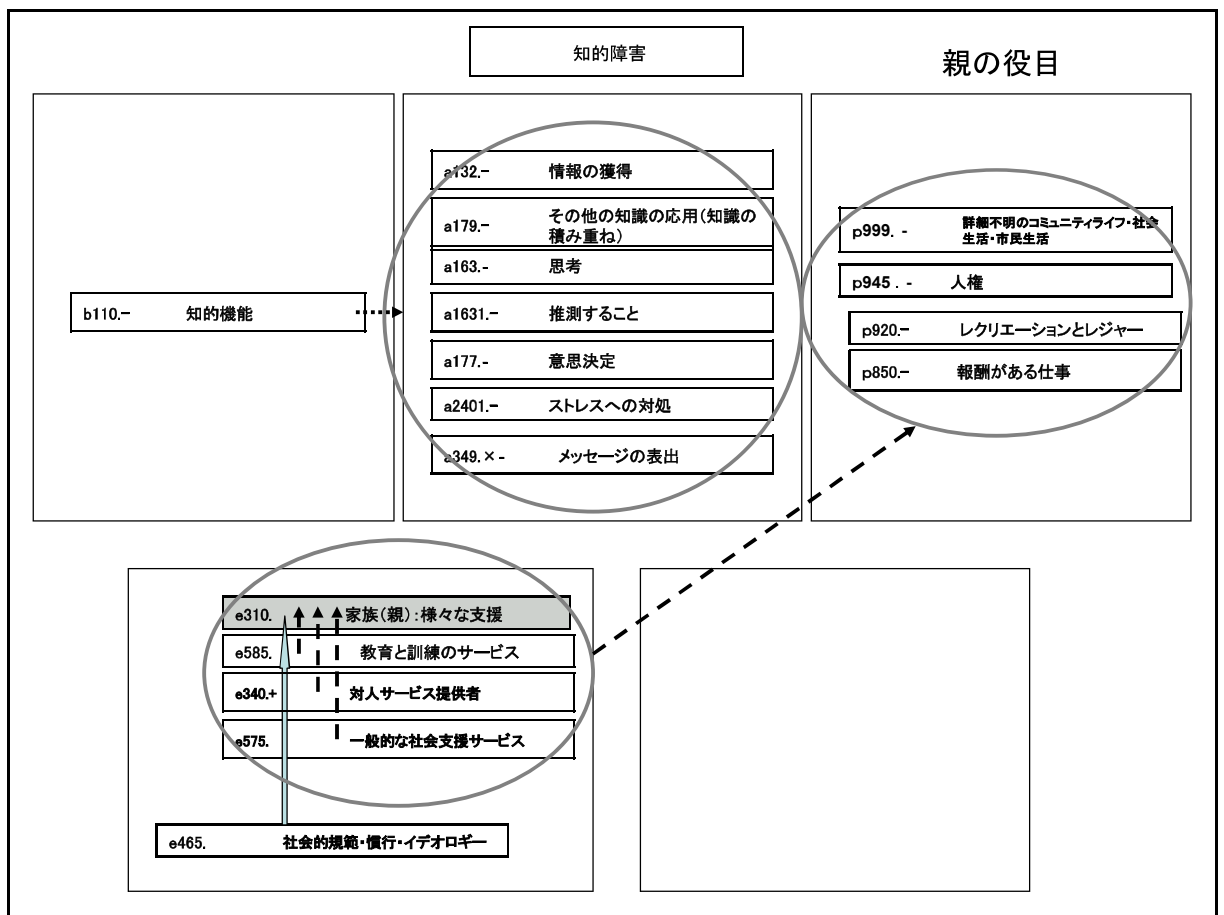 知的障害
親の役目
b110.- 知的機能
a132.- 情報の獲得
a179.- その他の知識の応用(知識の
積み重ね)
a163.- 思考
a1631.- 推測すること
a177.- 意思決定
a2401.- ストレスへの対処
a349.×- メッセージの表出
p999. - 詳細不明のコミュニティライフ・社会
生活・市民生活
p945 . - 人権
p920.- レクリエーションとレジャー
p850.- 報酬がある仕事
e310. 家族(親):様々な支援
e585. 教育と訓練のサービス
e340.+ 対人サービス提供者
e575. 一般的な社会支援サービス
e465. 社会的規範・慣行・イデオロギー